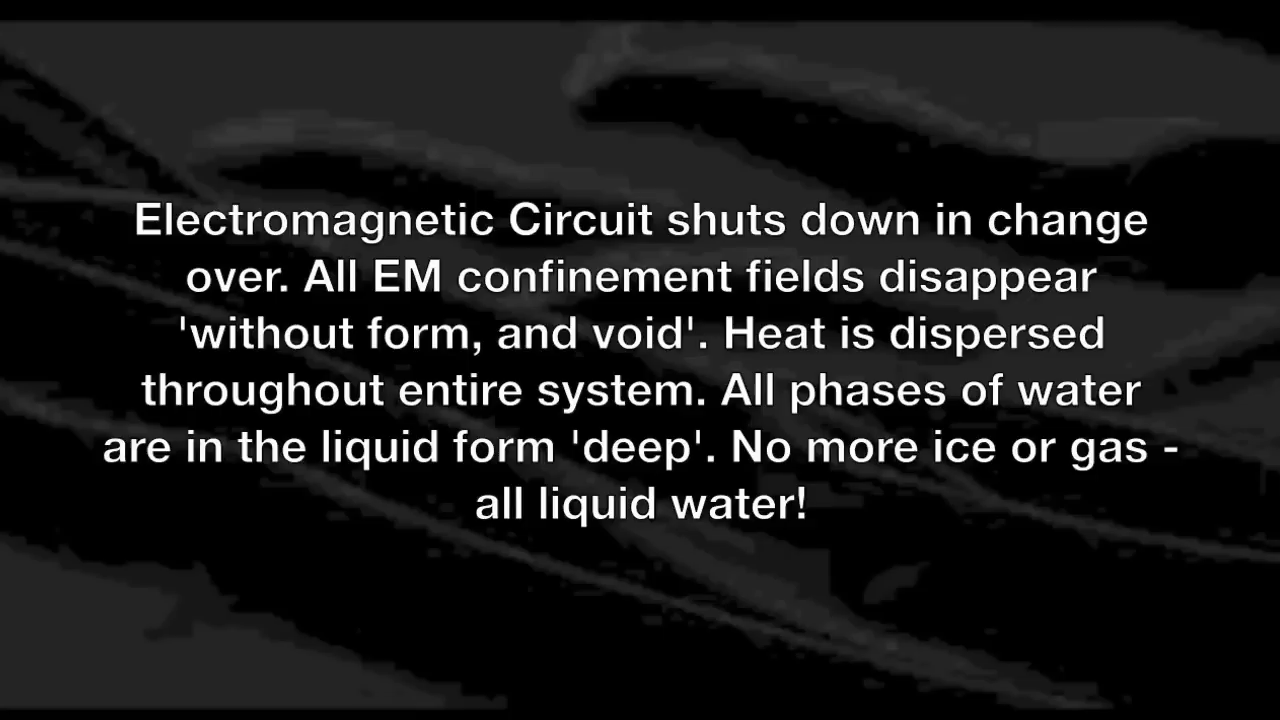 Electromagnetic Circuit shuts down in change
over. All EM confinement fields disappear
'without form, and void'. Heat is dispersed
throughout entire system. All phases of water
are in the liquid form 'deep'. No more ice or gas -
all liquid water!